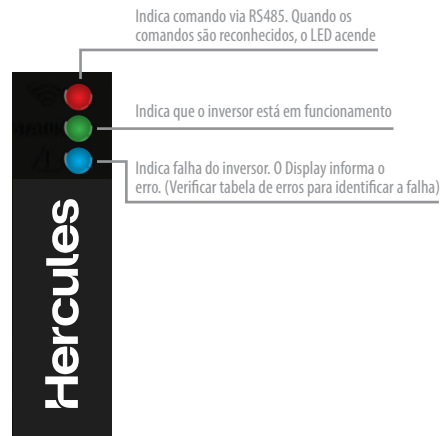 Indica comando via RS485. Quando os
comandos são reconhecidos, o LED acende
Indica que o inversor está em funcionamento
Indica falha do inversor. O Display informa o
erro. (Verificar tabela de erros para identificar a falha)
Hercules